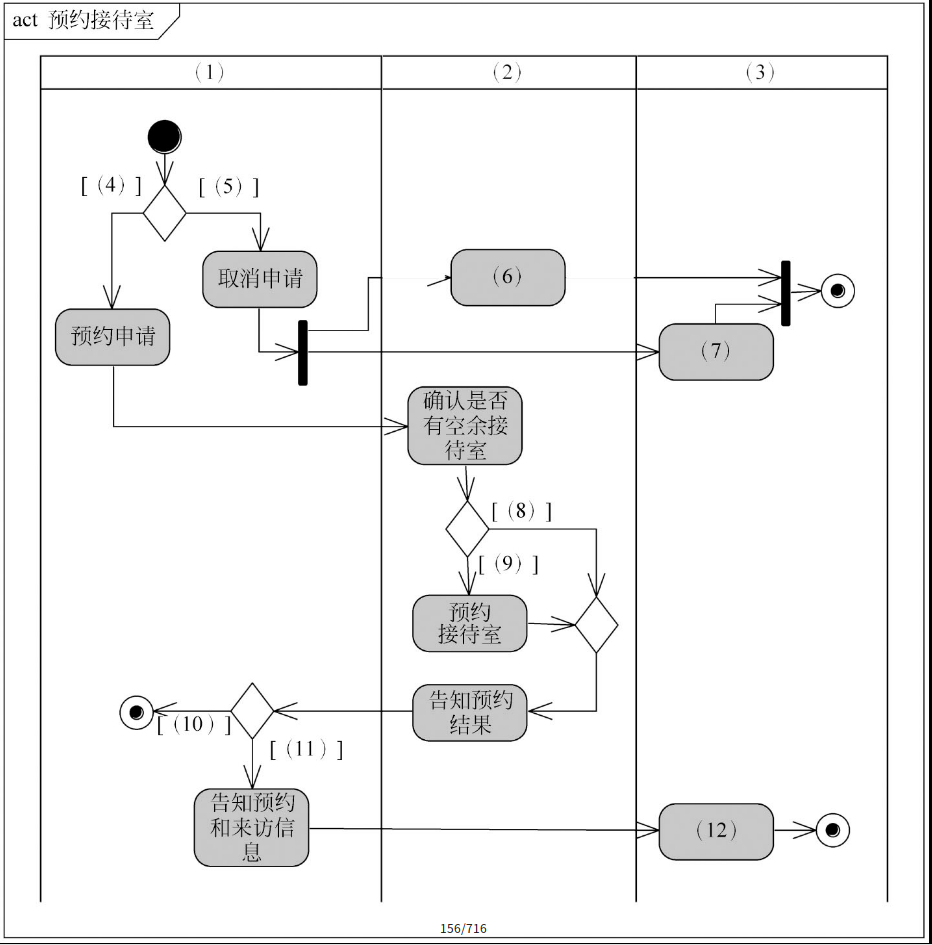 act 预约接待室
(1)
(2)
(3)
[ (4) ]
[ (5) ]
取消申请
(6)
预约申请
(7)
确认是否
有空余接
待室
[ (8) ]
[ (9) ]
预约
接待室
告知预约
结果
[ (10) ]
[ (11) ]
告知预约
和来访信
息
(12)
156/716